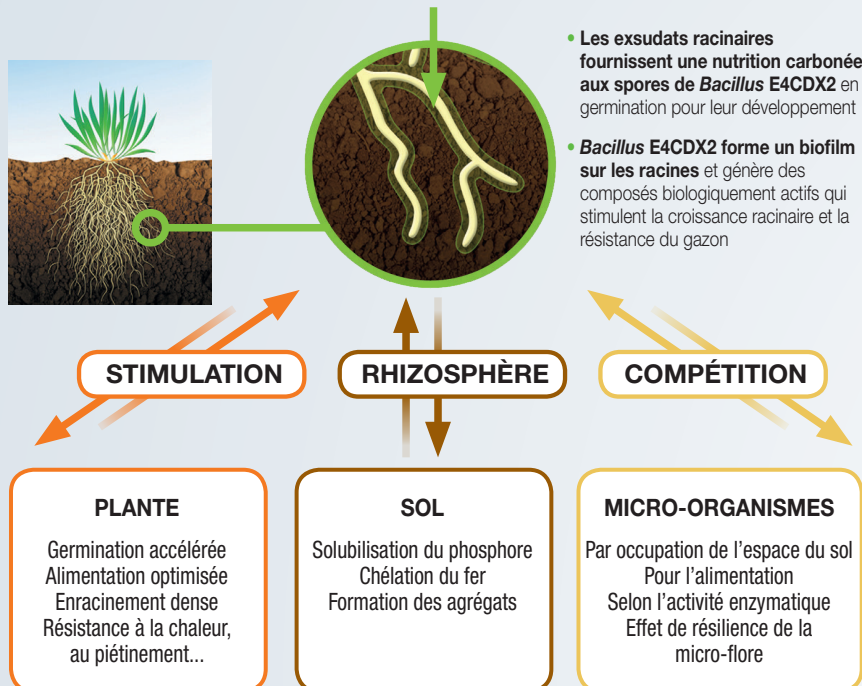 • Les exsudats racinaires
fournissent une nutrition carbonée
aux spores de Bacillus E4CDX2 en
germination pour leur développement
• Bacillus E4CDX2 forme un biofilm
sur les racines et génère des
composés biologiquement actifs qui
stimulent la croissance racinaire et la
résistance du gazon
STIMULATION
RHIZOSPHÈRE
COMPÉTITION
PLANTE
Germination accélérée
Alimentation optimisée
Enracinement dense
Résistance à la chaleur,
au piétinement...
SOL
Solubilisation du phosphore
Chélation du fer
Formation des agrégats
MICRO-ORGANISMES
Par occupation de l'espace du sol
Pour l'alimentation
Selon l'activité enzymatique
Effet de résilience de la
micro-flore